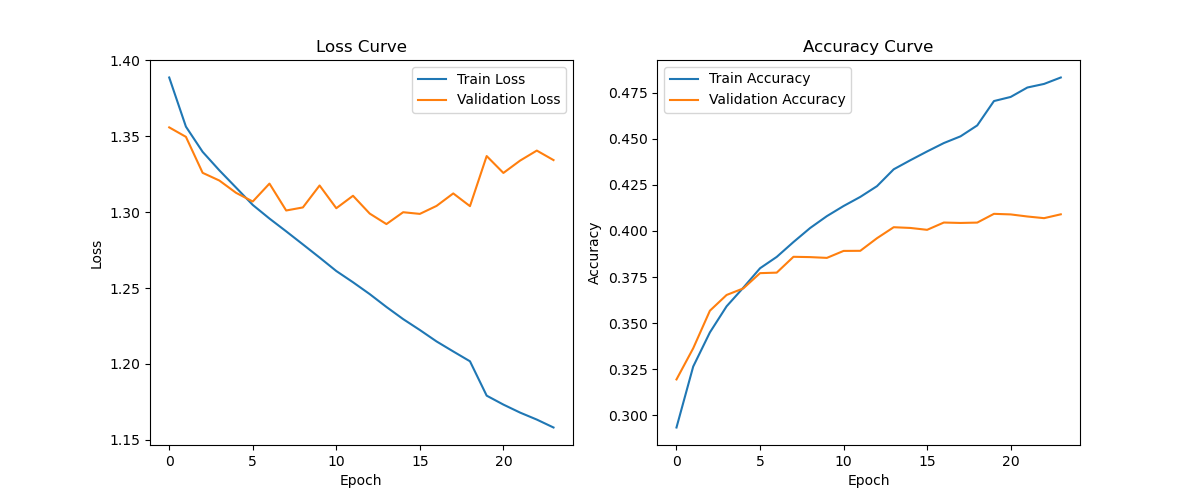 Loss Curve
1.40
1.35
1.30
1.25
1.20
1.15
Loss
Train Loss
Validation Loss
0 5 10 15 20
Epoch
Accuracy Curve
0.475
0.450
0.425
0.400
0.375
0.350
0.325
0.300
Accuracy
Train Accuracy
Validation Accuracy
0 5 10 15 20
Epoch